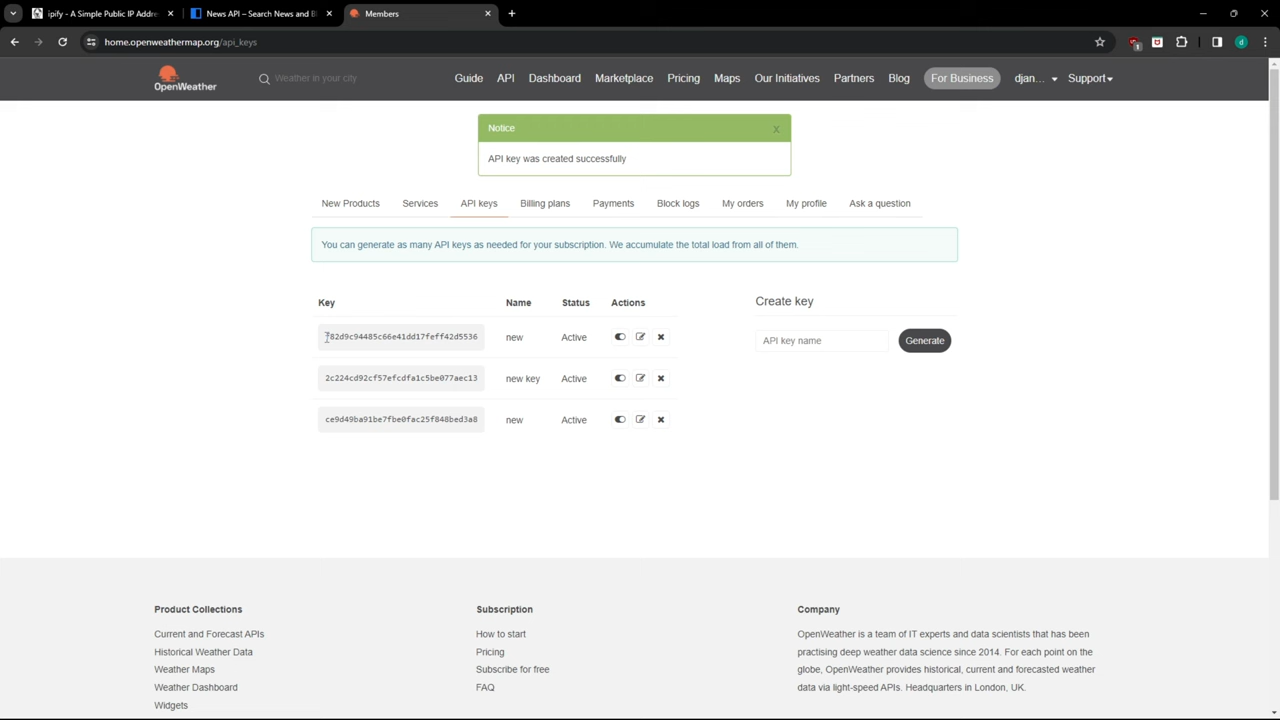 ipify - A Simple Public IP Addre
News API – Search News and Bl
Members
home.openweathermap.org/api_keys
1
d
OpenWeather
Weather in your city
Guide
API
Dashboard
Marketplace
Pricing
Maps
Our Initiatives
Partners
Blog
For Business
djan...
Support
Notice
x
API key was created successfully
New Products
Services
API keys
Billing plans
Payments
Block logs
My orders
My profile
Ask a question
You can generate as many API keys as needed for your subscription. We accumulate the total load from all of them.
Key
Name
Status
Actions
Create key
new
Active
API key name
Generate
2c224cd92cf57efcdfa1c5be077aec13
new key
Active
ce9d49ba91be7fbe0fac25f848bed3a8
new
Active
Product Collections
Current and Forecast APIs
Historical Weather Data
Weather Maps
Weather Dashboard
Widgets
Subscription
How to start
Pricing
Subscribe for free
FAQ
Company
OpenWeather is a team of IT experts and data scientists that has been
practising deep weather data science since 2014. For each point on the
globe, OpenWeather provides historical, current and forecasted weather
data via light-speed APIs. Headquarters in London, UK.